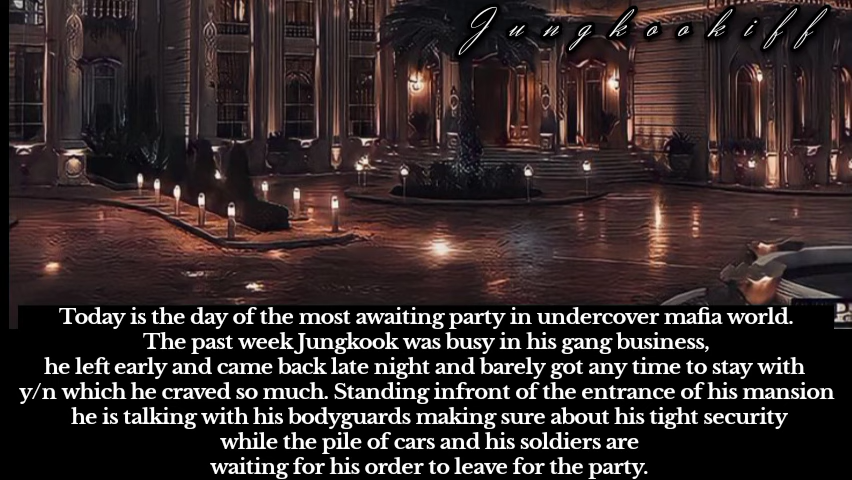 Jungkookiff
Today is the day of the most awaiting party in undercover mafia world.
The past week Jungkook was busy in his gang business,
he left early and came back late night and barely got any time to stay with
y/n which he craved so much. Standing infront of the entrance of his mansion
he is talking with his bodyguards making sure about his tight security
while the pile of cars and his soldiers are
waiting for his order to leave for the party.